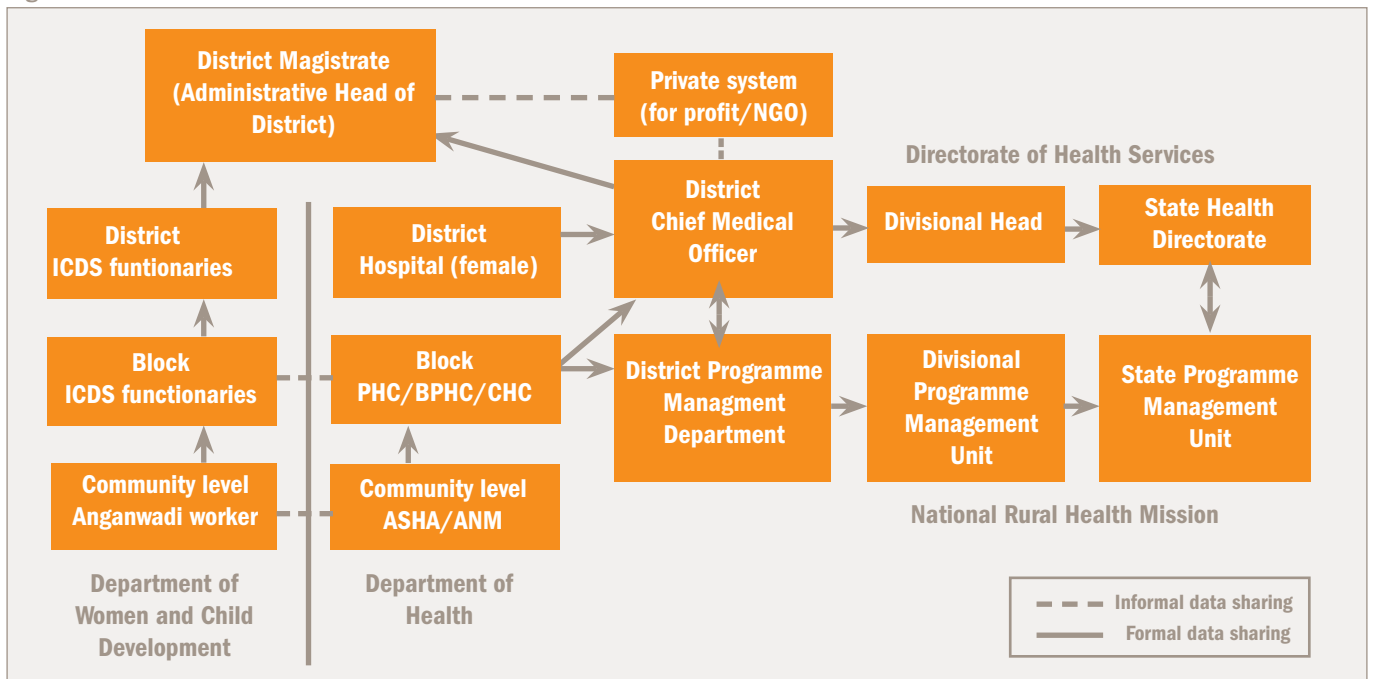 District Magistrate
(Administrative Head of
District)
Private system
(for profit/NGO)
Directorate of Health Services
District
ICDS funtionaries
District
Hospital (female)
District
Chief Medical
Officer
Divisional Head
State Health
Directorate
Block
ICDS functionaries
Block
PHC/BPHC/CHC
District Programme
Managment
Department
Divisional
Programme
Management
Unit
State Programme
Management
Unit
Community level
Anganwadi worker
Community level
ASHA/ANM
National Rural Health Mission
Department of
Women and Child
Development
Department of
Health
Informal data sharing
Formal data sharing